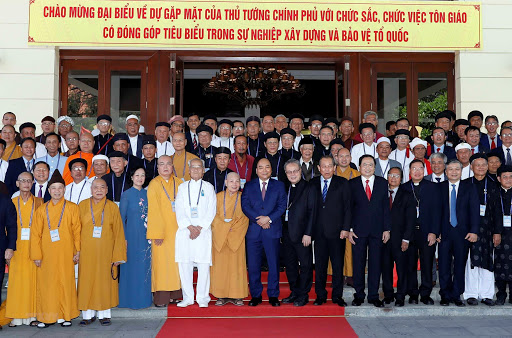 CHÀO MỪNG ĐẠI BIỂU VỀ DỰ GẶP MẶT CỦA THỦ TƯỚNG CHÍNH PHỦ VỚI CHỨC SẮC, CHỨC VIỆC TÔN GIÁO
CÓ ĐÓNG GÓP TIÊU BIỂU TRONG SỰ NGHIỆP XÂY DỰNG VÀ BẢO VỆ TỔ QUỐC